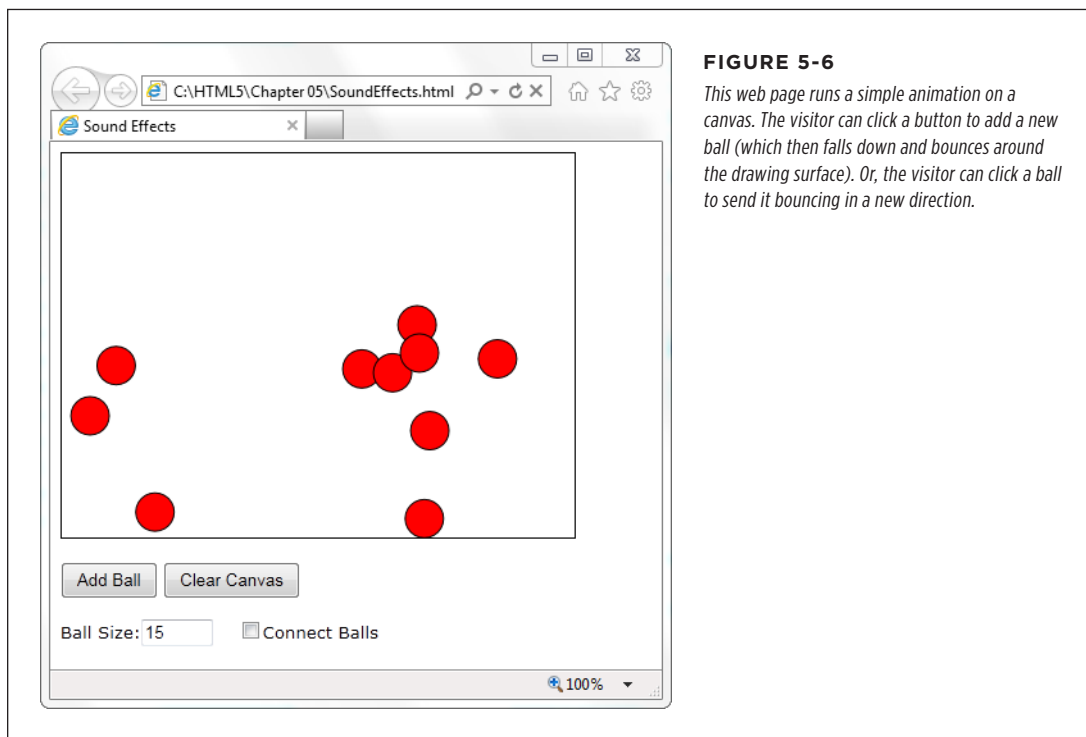 C:\HTML5\Chapter 05\SoundEffects.html
Sound Effects
Add Ball
Clear Canvas
Ball Size: 15
Connect Balls
100%
FIGURE 5-6
This web page runs a simple animation on a
canvas. The visitor can click a button to add a new
ball (which then falls down and bounces around
the drawing surface). Or, the visitor can click a ball
to send it bouncing in a new direction.